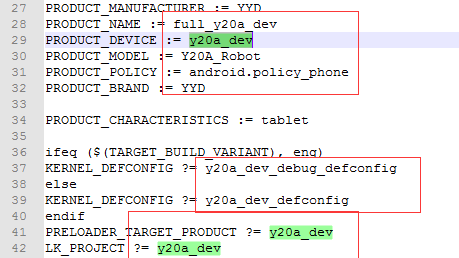 27 PRODUCT_MANUFACTURER := YYD
28 PRODUCT_NAME := full_y20a_dev
29 PRODUCT_DEVICE := y20a_dev
30 PRODUCT_MODEL := Y20A_Robot
31 PRODUCT_POLICY := android.policy_phone
32 PRODUCT_BRAND := YYD
33
34 PRODUCT_CHARACTERISTICS := tablet
35
36 ifeq ($(TARGET_BUILD_VARIANT), eng)
37 KERNEL_DEFCONFIG ?= y20a_dev_debug_defconfig
38 else
39 KERNEL_DEFCONFIG ?= y20a_dev_defconfig
40 endif
41 PRELOADER_TARGET_PRODUCT ?= y20a_dev
42 LK_PROJECT ?= y20a_dev